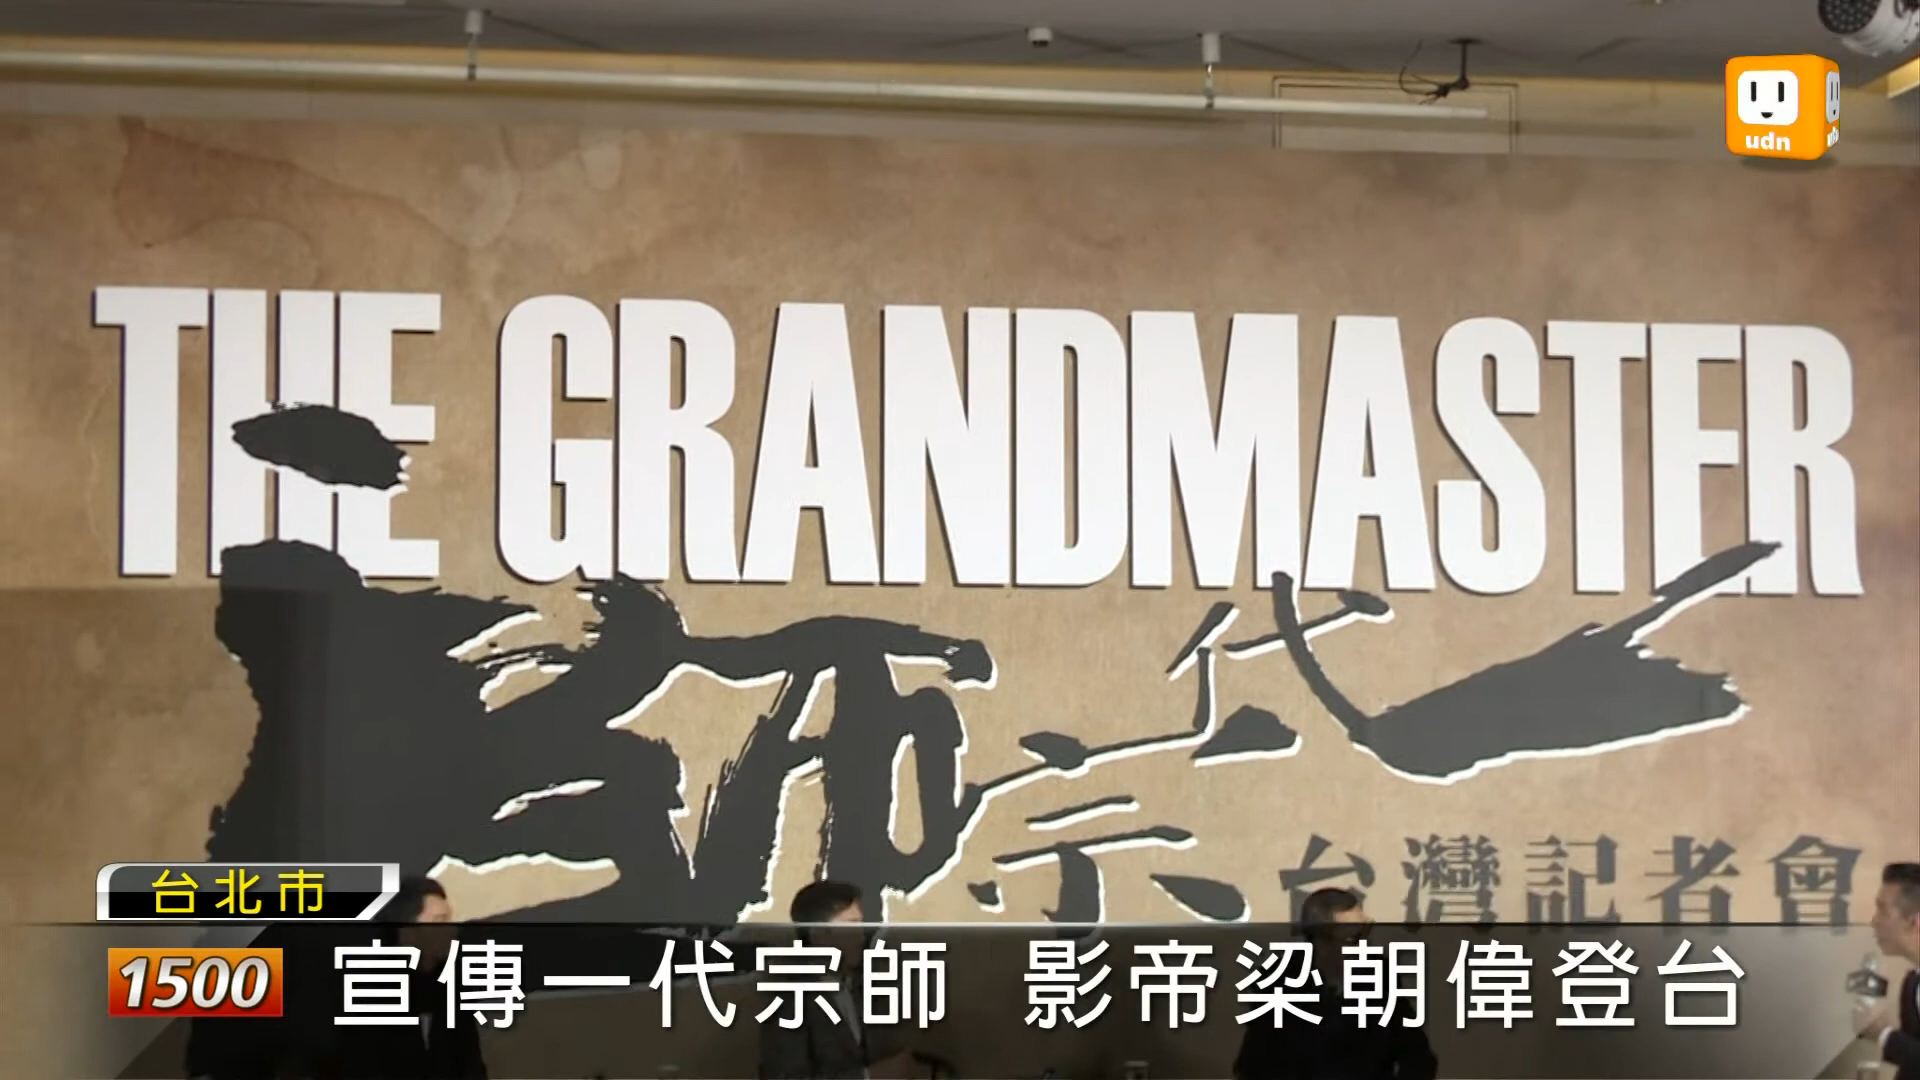 udn
THE GRANDMASTER
一代宗師
台灣記者會
台北市
1500 宣傳一代宗師 影帝梁朝偉登台